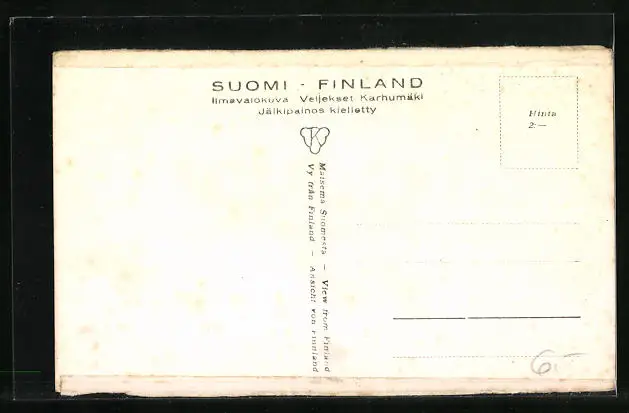 SUOMI - FINLAND
Ilmavalokuva Veljekset Karhumäki
Jälkipainos kielletty
Hinta
2:—
K
Maisema Suomesta – View from Finland
Vy från Finland – Ansicht von Finnland
6.-